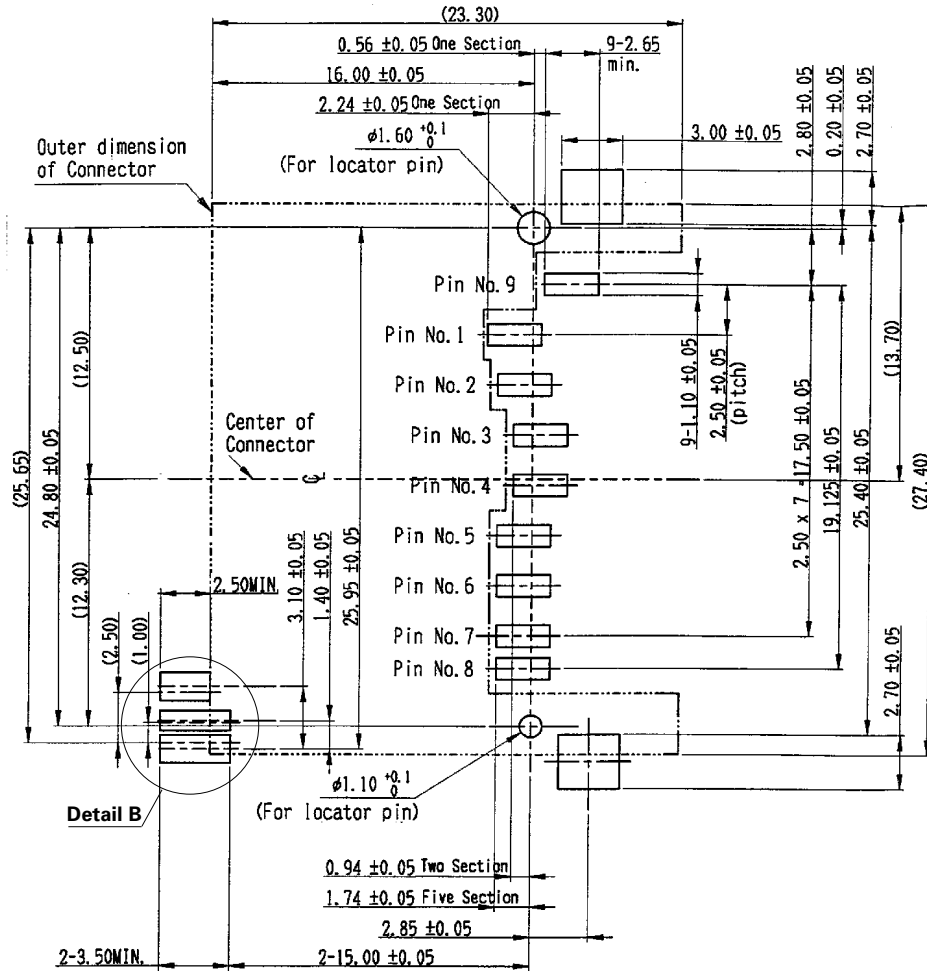 (23.30)
0.56 ±0.05 One Section
9-2.65
min.
16.00 ±0.05
2.24 ±0.05 One Section
ø1.60 +0.1 0
(For locator pin)
3.00 ±0.05
2.80 ±0.05
0.20 ±0.05
2.70 ±0.05
Outer dimension
of Connector
Pin No.9
Pin No.1
Pin No.2
Pin No.3
Pin No.4
Pin No.5
Pin No.6
Pin No.7
Pin No.8
(12.50)
Center of
Connector
(25.65)
24.80 ±0.05
(12.30)
(2.50)
(1.00)
2.50MIN.
3.10 ±0.05
1.40 ±0.05
25.95 ±0.05
9-1.10 ±0.05
2.50 ±0.05
(pitch)
2.50 x 7 =17.50 ±0.05
19.125 ±0.05
25.40 ±0.05
(13.70)
(27.40)
2.70 ±0.05
Detail B
ø1.10 +0.1 0
(For locator pin)
0.94 ±0.05 Two Section
1.74 ±0.05 Five Section
2.85 ±0.05
2-3.50MIN.
2-15.00 ±0.05